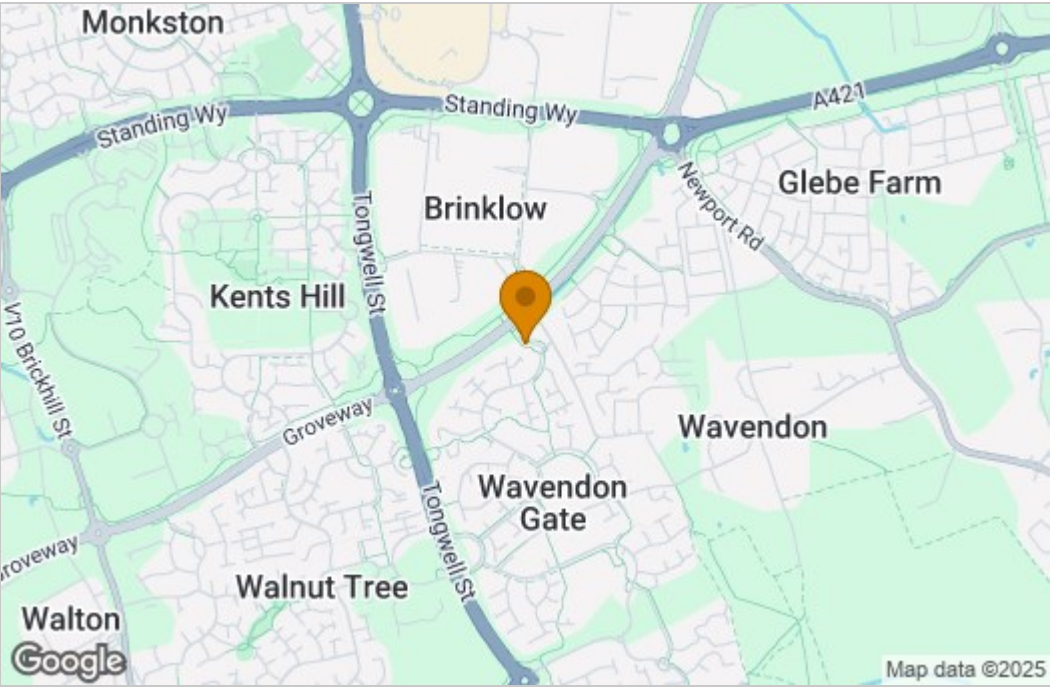 Monkston
Standing Wy
Standing Wy
A421
Glebe Farm
Newport Rd
Brinklow
Tongwell St
Kents Hill
V10 Brickhill St
Groveway
Wavendon
Wavendon
Gate
Tongwell St
Groveway
Walnut Tree
Walton
Google
Map data ©2025